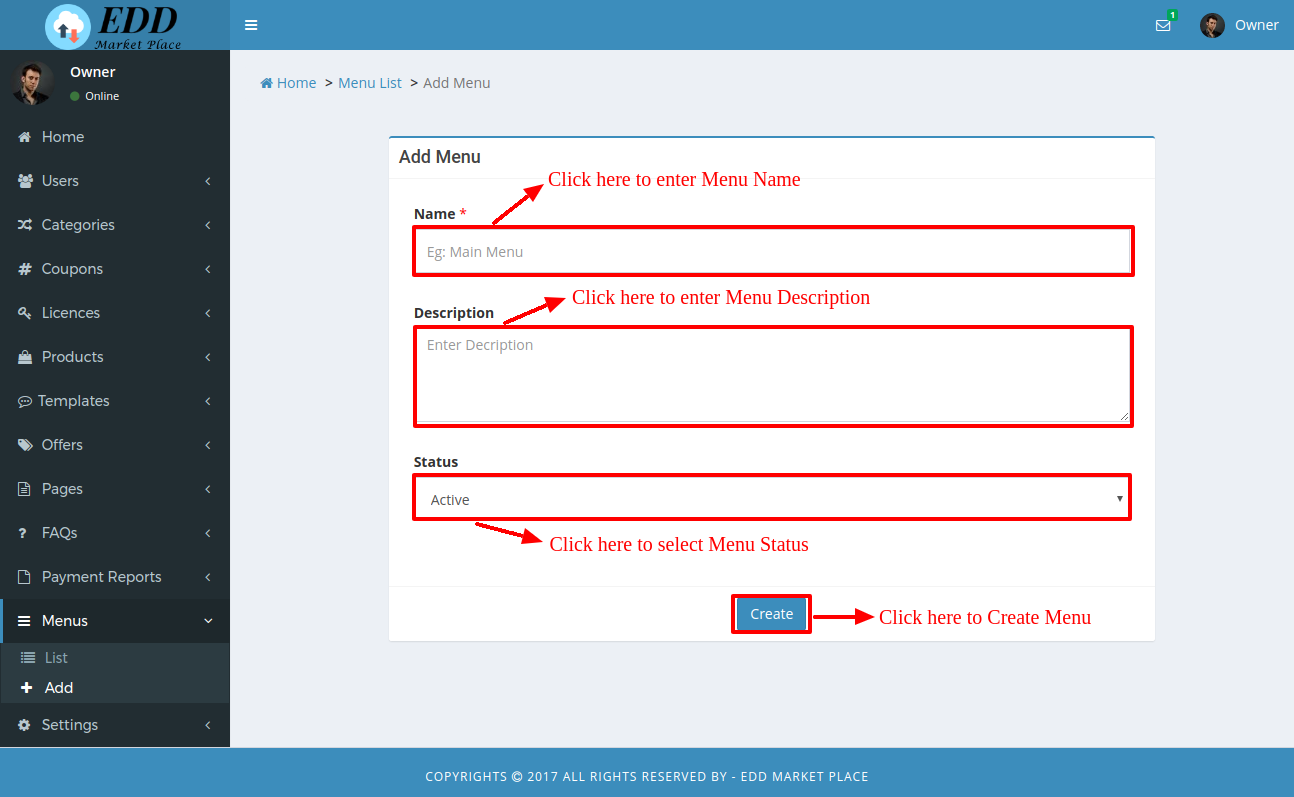 EDD
Market Place
1
Owner
Owner
Online
Home
Users
Categories
Coupons
Licences
Products
Templates
Offers
Pages
FAQs
Payment Reports
Menus
List
Add
Settings
Home > Menu List > Add Menu
Add Menu
Click here to enter Menu Name
Name *
Eg: Main Menu
Click here to enter Menu Description
Description
Enter Decription
Status
Active
Click here to select Menu Status
Create
Click here to Create Menu
COPYRIGHTS © 2017 ALL RIGHTS RESERVED BY - EDD MARKET PLACE